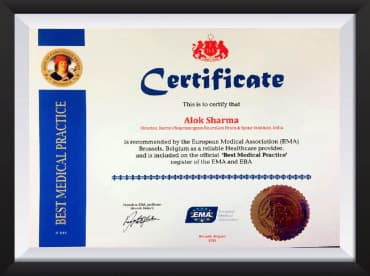 BEST MEDICAL PRACTICE
Certificate
This is to certify that
Alok Sharma
is recommended by the European Medical Association (EMA)
Brussels, Belgium as a reliable Healthcare provider,
and is included on the official 'Best Medical Practice'
register of the EMA and EBA
EMA